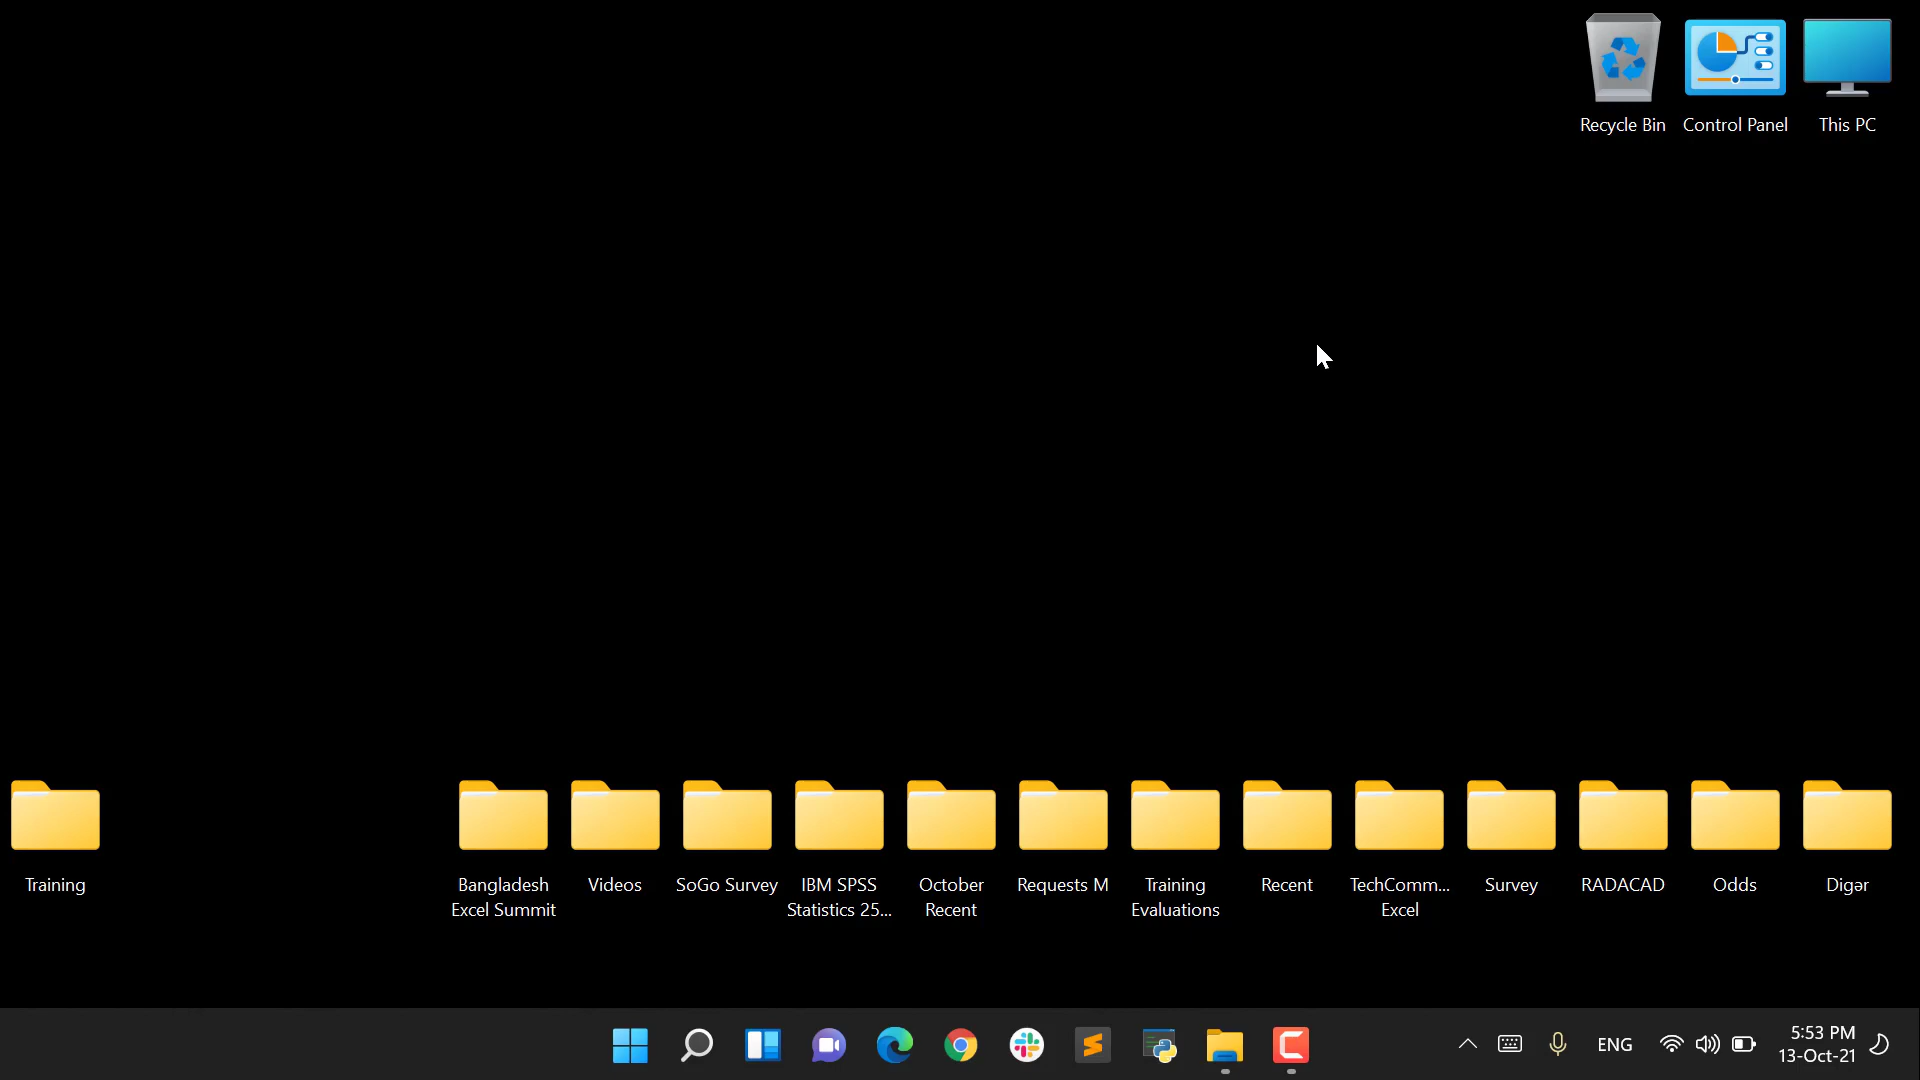 Recycle Bin
Control Panel
This PC
Training
Bangladesh
Excel Summit
Videos
SoGo Survey
IBM SPSS
Statistics 25...
October
Recent
Requests M
Training
Evaluations
Recent
TechComm...
Excel
Survey
RADACAD
Odds
Digər
ENG
5:53 PM
13-Oct-21